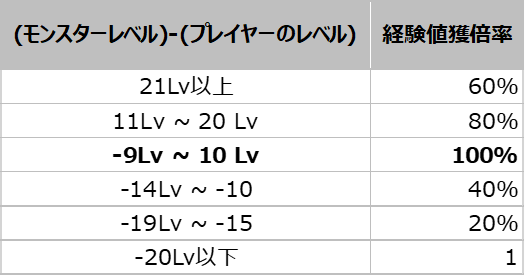 (モンスターレベル)-(プレイヤーのレベル) 経験値獲倍率
21Lv以上 60%
11Lv ~ 20 Lv 80%
-9Lv ~ 10 Lv 100%
-14Lv ~ -10 40%
-19Lv ~ -15 20%
-20Lv以下 1